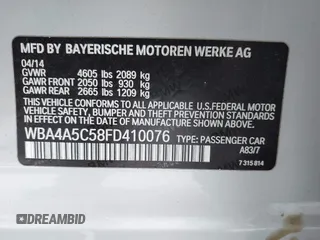 MFD BY BAYERISCHE MOTOREN WERKE AG
04/14
GVWR 4605 lbs 2089 kg
GAWR FRONT 2050 lbs 930 kg
GAWR REAR 2665 lbs 1209 kg
THIS VEHICLE CONFORMS TO ALL APPLICABLE U.S. FEDERAL MOTOR
VEHICLE SAFETY, BUMPER, AND THEFT PREVENTION STANDARDS
IN EFFECT ON THE DATE OF MANUFACTURE SHOWN ABOVE.
WBA4A5C58FD410076 TYPE: PASSENGER CAR
A83/7
7 315 814
DREAMBID